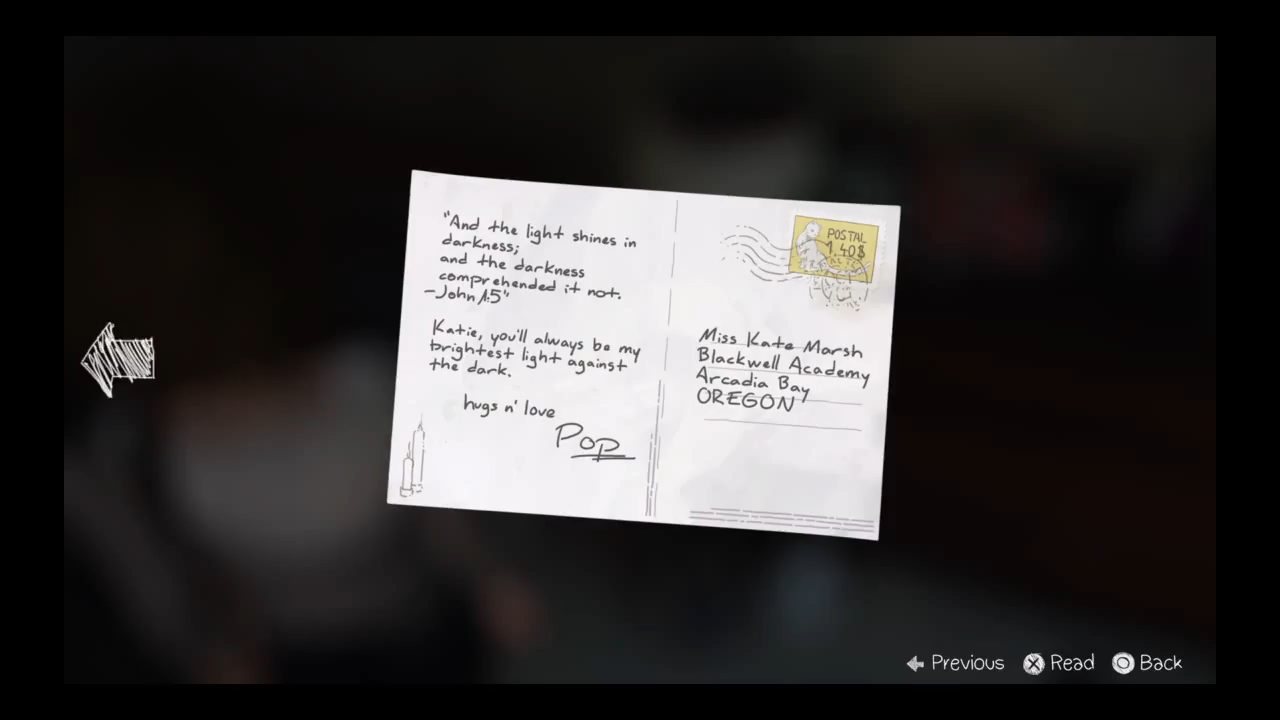 "And the light shines in
darkness;
and the darkness
comprehended it not.
-John 1:5"
Katie, you'll always be my
brightest light against
the dark.
hugs n' love
Pop
POSTAL
1.40$
Miss Kate Marsh
Blackwell Academy
Arcadia Bay
OREGON
Previous
Read
Back